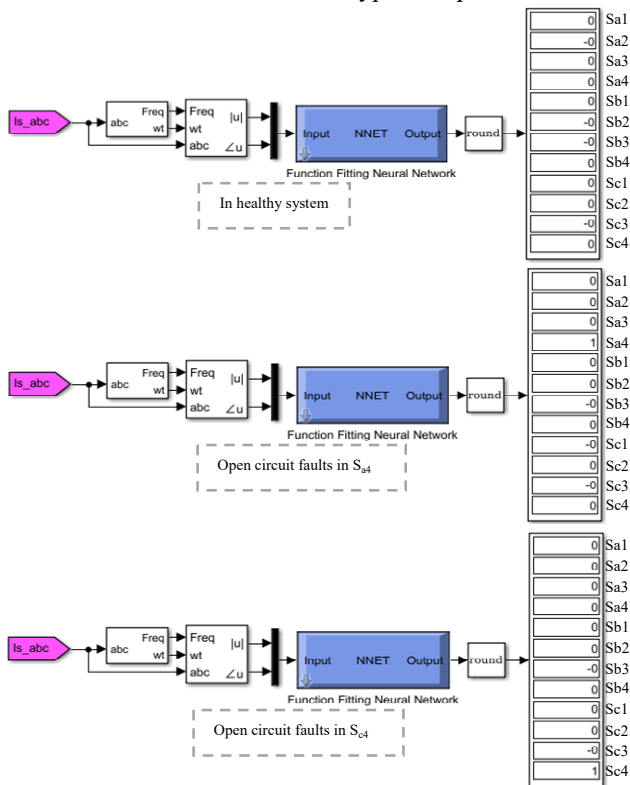 0 Sa1
-0 Sa2
0 Sa3
0 Sa4
0 Sb1
-0 Sb2
-0 Sb3
0 Sb4
0 Sc1
0 Sc2
-0 Sc3
0 Sc4
Is_abc
abc Freq wt
Freq wt abc |u| ∠u
Input NNET Output
round
Function Fitting Neural Network
In healthy system
0 Sa1
0 Sa2
0 Sa3
1 Sa4
0 Sb1
0 Sb2
-0 Sb3
0 Sb4
-0 Sc1
0 Sc2
-0 Sc3
0 Sc4
Is_abc
abc Freq wt
Freq wt abc |u| ∠u
Input NNET Output
round
Function Fitting Neural Network
Open circuit faults in Sa4
0 Sa1
0 Sa2
0 Sa3
0 Sa4
0 Sb1
0 Sb2
-0 Sb3
0 Sb4
0 Sc1
0 Sc2
-0 Sc3
1 Sc4
Is_abc
abc Freq wt
Freq wt abc |u| ∠u
Input NNET Output
round
Function Fitting Neural Network
Open circuit faults in Sc4